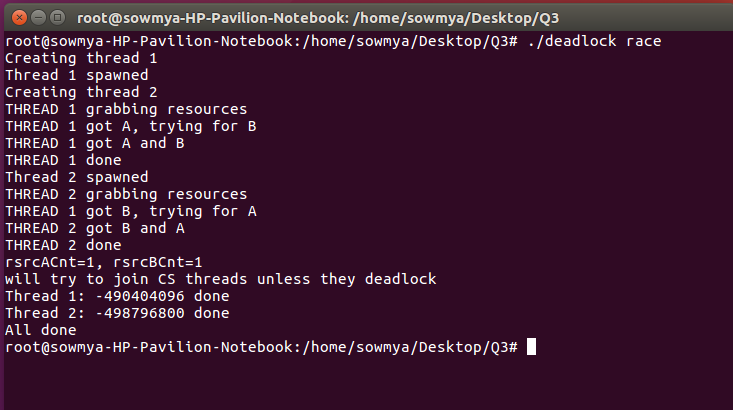 root@sowmya-HP-Pavilion-Notebook: /home/sowmya/Desktop/Q3
root@sowmya-HP-Pavilion-Notebook:/home/sowmya/Desktop/Q3# ./deadlock race
Creating thread 1
Thread 1 spawned
Creating thread 2
THREAD 1 grabbing resources
THREAD 1 got A, trying for B
THREAD 1 got A and B
THREAD 1 done
Thread 2 spawned
THREAD 2 grabbing resources
THREAD 1 got B, trying for A
THREAD 2 got B and A
THREAD 2 done
rsrcACnt=1, rsrcBCnt=1
will try to join CS threads unless they deadlock
Thread 1: -490404096 done
Thread 2: -498796800 done
All done
root@sowmya-HP-Pavilion-Notebook:/home/sowmya/Desktop/Q3#